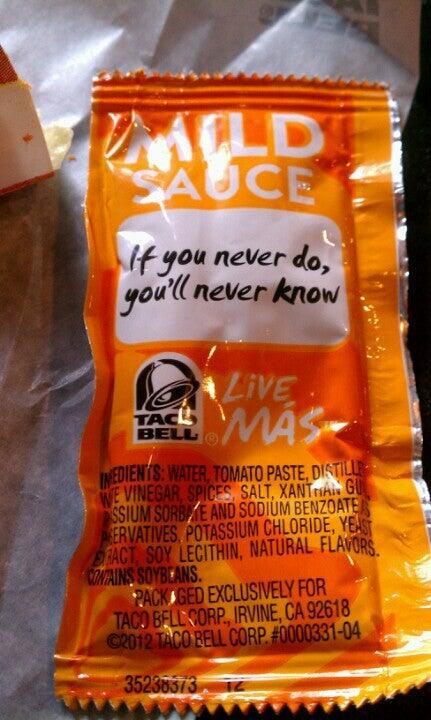 MILD
SAUCE
If you never do,
you'll never know
TACO
BELL ®
LIVE
MÁS
INGREDIENTS: WATER, TOMATO PASTE, DISTILLED
WHITE VINEGAR, SPICES, SALT, XANTHAN GUM,
POTASSIUM SORBATE AND SODIUM BENZOATE AS
PRESERVATIVES, POTASSIUM CHLORIDE, YEAST
EXTRACT, SOY LECITHIN, NATURAL FLAVORS.
CONTAINS SOYBEANS.
PACKAGED EXCLUSIVELY FOR
TACO BELL CORP., IRVINE, CA 92618
©2012 TACO BELL CORP. #0000331-04
35238373 12